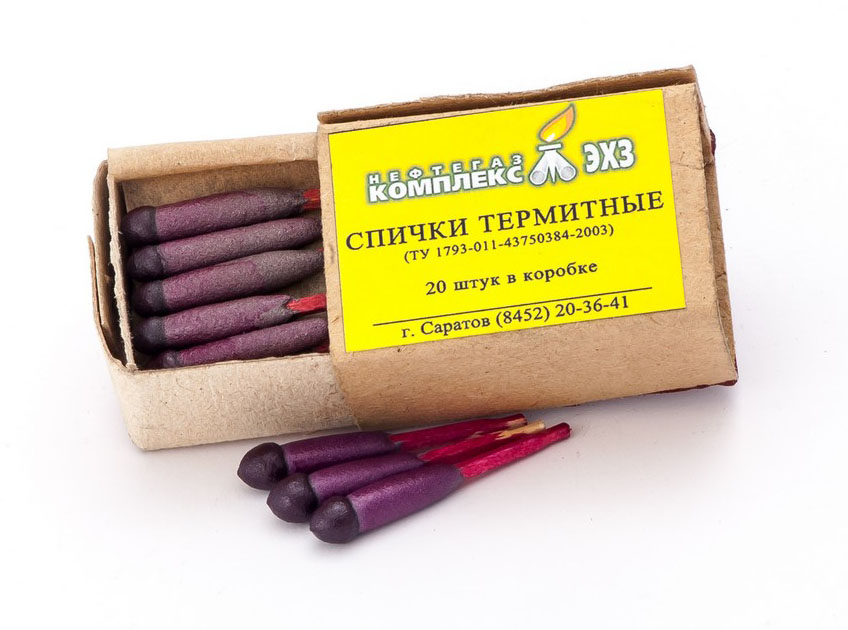 НЕФТЕГАЗ
КОМПЛЕКС ЭХЗ
СПИЧКИ ТЕРМИТНЫЕ
(ТУ 1793-011-43750384-2003)
20 штук в коробке
г. Саратов (8452) 20-36-41